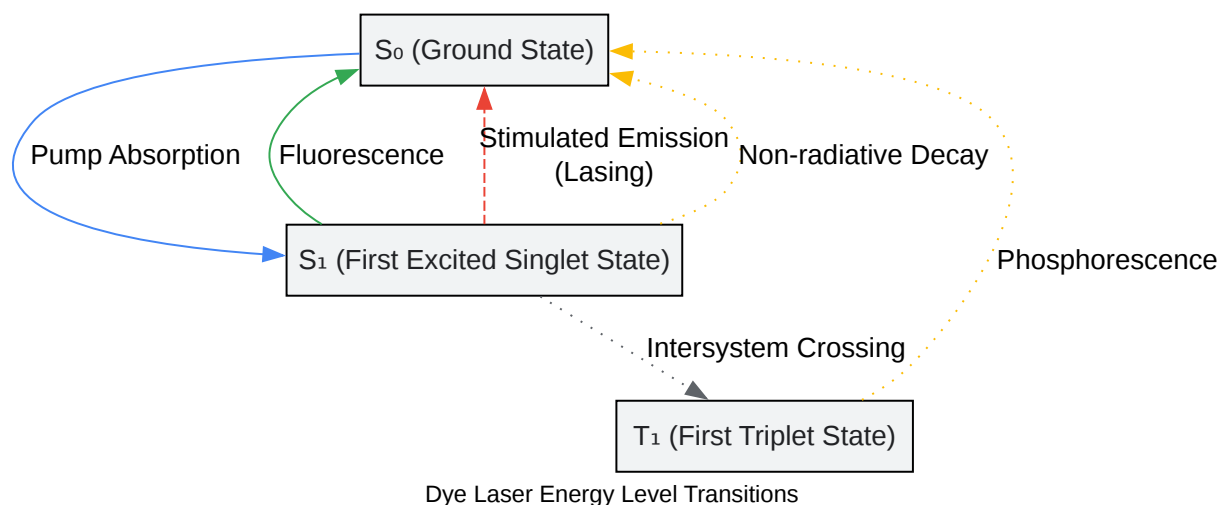 S₀ (Ground State)
Pump Absorption
Fluorescence
Stimulated Emission
(Lasing)
Non-radiative Decay
S₁ (First Excited Singlet State)
Phosphorescence
Intersystem Crossing
T₁ (First Triplet State)
Dye Laser Energy Level Transitions